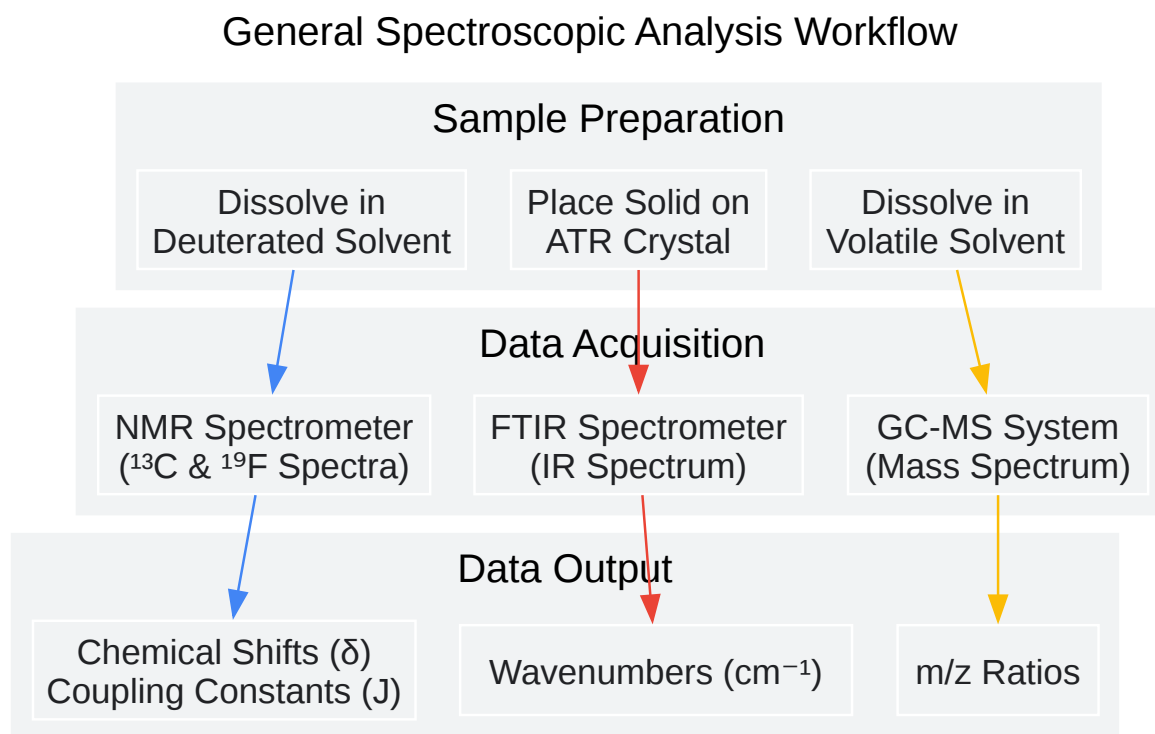 General Spectroscopic Analysis Workflow
Sample Preparation
Dissolve in
Deuterated Solvent
Place Solid on
ATR Crystal
Dissolve in
Volatile Solvent
Data Acquisition
NMR Spectrometer
(¹³C & ¹⁹F Spectra)
FTIR Spectrometer
(IR Spectrum)
GC-MS System
(Mass Spectrum)
Data Output
Chemical Shifts (δ)
Coupling Constants (J)
Wavenumbers (cm⁻¹)
m/z Ratios